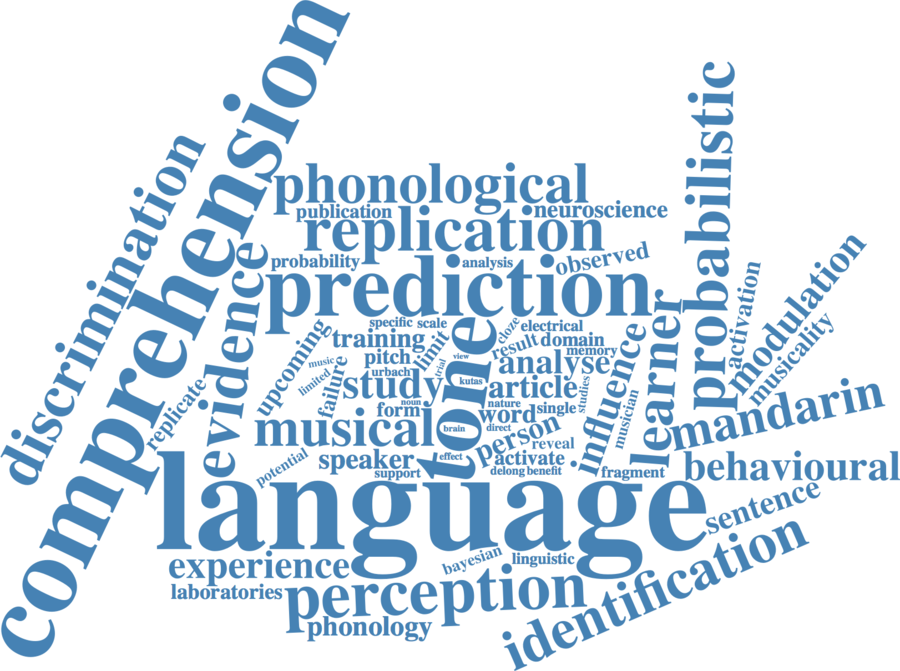 comprehension
discrimination
phonological
publication
neuroscience
replication
probability
analysis
observed
prediction
evidence
probabilistic
specific
scale
cloze
electrical
training
limit
result
domain
memory
upcoming
music
pitch
urbach
trial
view
analyse
limited
failure
study
kutas
article
studies
influence
learner
activation
modulation
musicality
replicate
noun
nature
form
word
single
musician
musical
brain
tone
direct
person
reveal
mandarin
potential
speaker
effect
activate
support
delong
benefit
fragment
behavioural
language
sentence
experience
bayesian
linguistic
identification
laboratories
perception
phonology